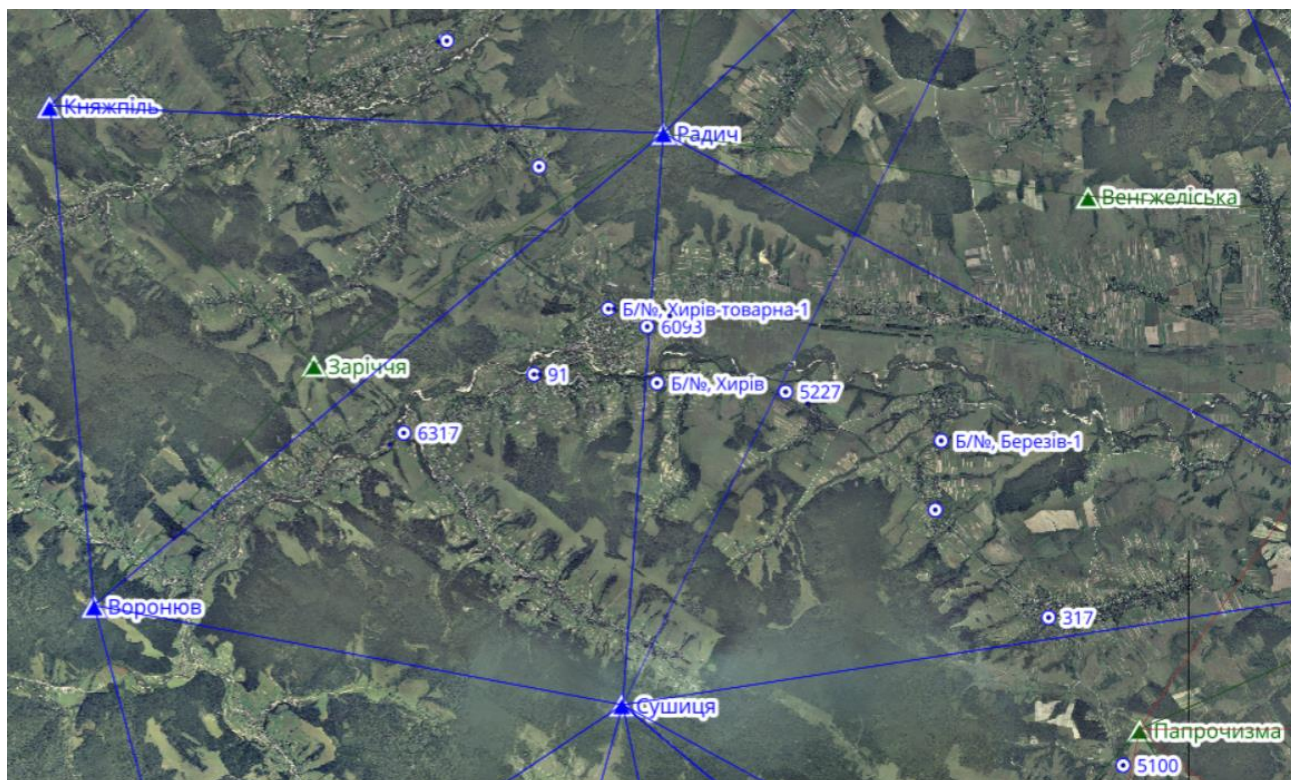 Княжпіль
Радич
Венгжеліська
Б/№, Хирів-товарна-1
6093
Заріччя
91
Б/№, Хирів
5227
6317
Б/№, Березів-1
Воронюв
317
Сушиця
Папрочизма
5100